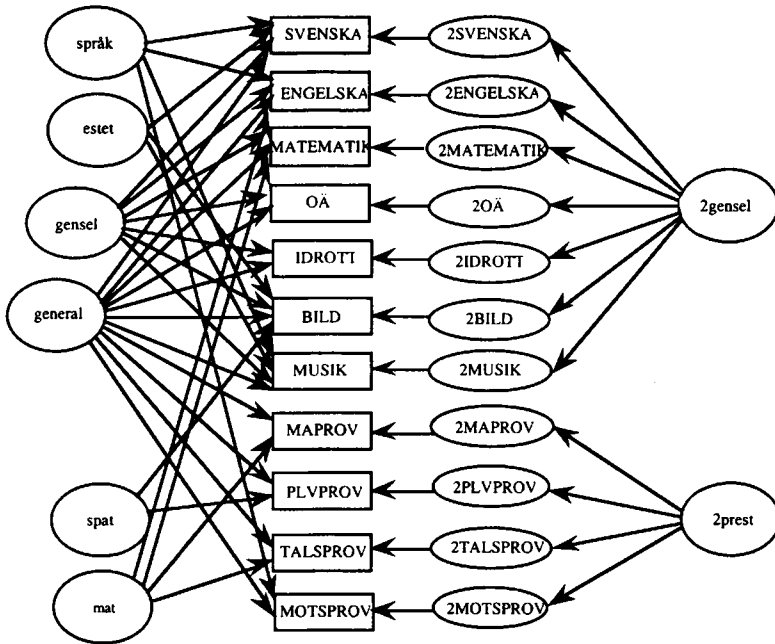 språk
estet
gensel
general
spat
mat
SVENSKA
ENGELSKA
MATEMATIK
OÄ
IDROTT
BILD
MUSIK
MAPROV
PLVPROV
TALSPROV
MOTSPROV
2SVENSKA
2ENGELSKA
2MATEMATIK
2OÄ
2IDROTT
2BILD
2MUSIK
2MAPROV
2PLVPROV
2TALSPROV
2MOTSPROV
2gensel
2prest